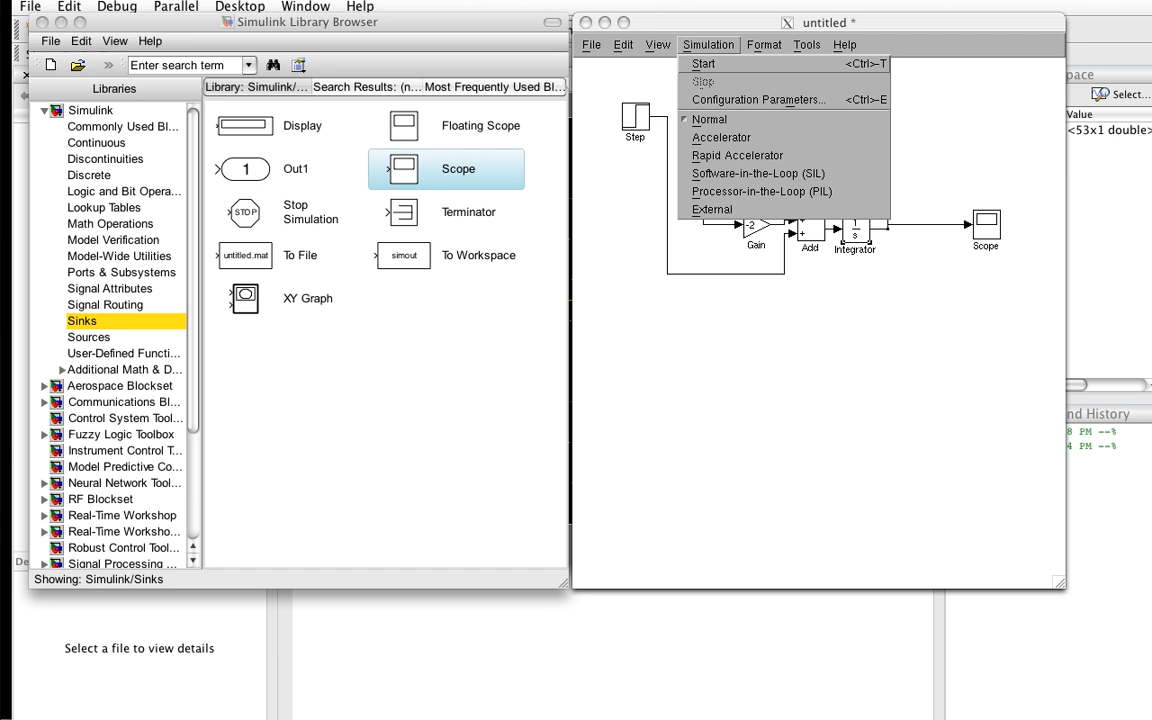 File Edit Debug Parallel Desktop Window Help
Simulink Library Browser
File Edit View Help
Enter search term
Libraries
Library: Simulink/... Search Results: (n... Most Frequently Used Bl...
Simulink
Commonly Used Bl...
Continuous
Discontinuities
Discrete
Logic and Bit Opera...
Lookup Tables
Math Operations
Model Verification
Model-Wide Utilities
Ports & Subsystems
Signal Attributes
Signal Routing
Sinks
Sources
User-Defined Functi...
Additional Math & D...
Aerospace Blockset
Communications Bl...
Control System Tool...
Fuzzy Logic Toolbox
Instrument Control T...
Model Predictive Co...
Neural Network Tool...
RF Blockset
Real-Time Workshop
Real-Time Worksho...
Robust Control Tool...
Signal Processing ...
Display
Floating Scope
1
Out1
Scope
STOP
Stop
Simulation
Terminator
untitled.mat
To File
simout
To Workspace
XY Graph
Showing: Simulink/Sinks
X untitled *
File Edit View Simulation Format Tools Help
Start <Ctrl>-T
Stop
Configuration Parameters... <Ctrl>-E
Normal
Accelerator
Rapid Accelerator
Software-in-the-Loop (SIL)
Processor-in-the-Loop (PIL)
External
Step
-2
Gain
+
+
Add
1
s
Integrator
Scope
pace
Select...
Value
<53x1 double>
nd History
8 PM --%
4 PM --%
De
Select a file to view details